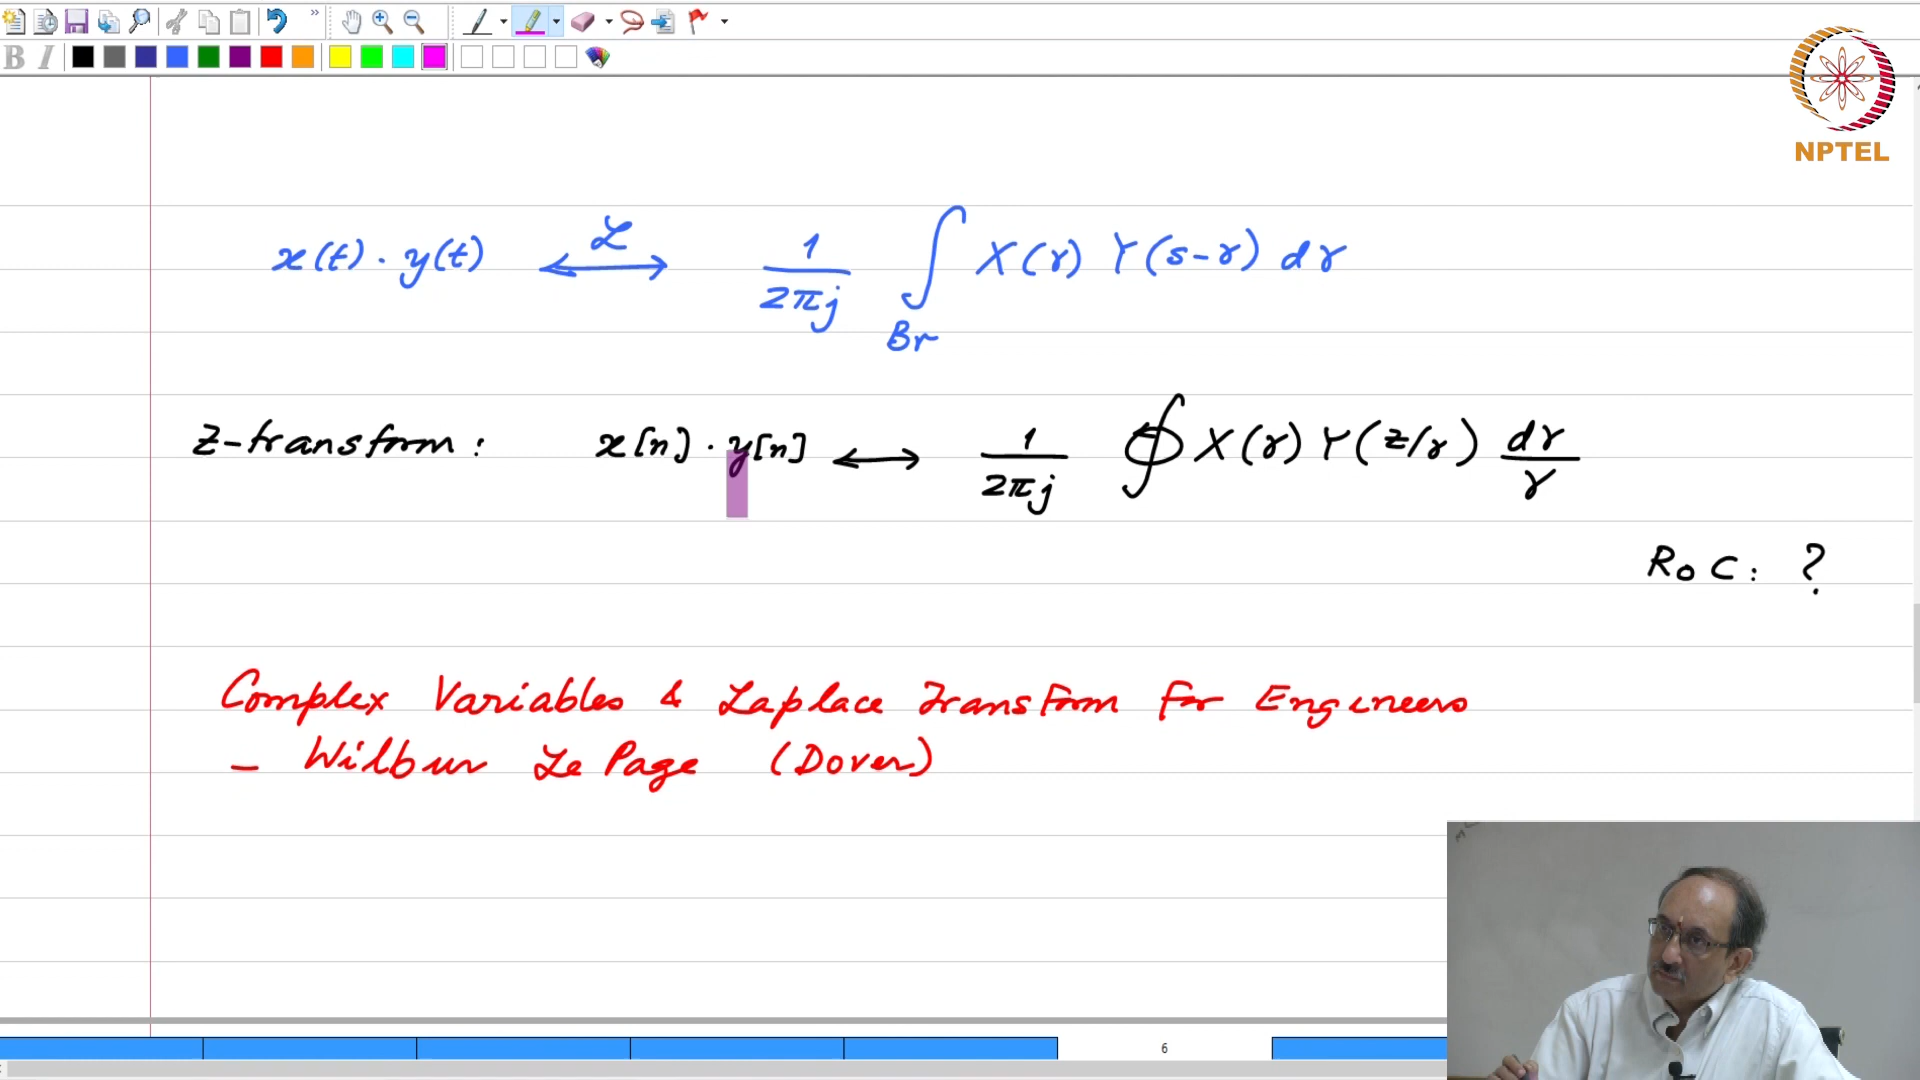 NPTEL
x(t) · y(t) ⟷ℒ 1/2πj ∫Br X(γ) Y(s-γ) dγ
Z-transform: x[n] · y[n] ⟷ 1/2πj ∮ X(γ) Y(z/γ) dγ/γ
RoC: ?
Complex Variables & Laplace Transform for Engineers
- Wilbur Le Page (Dover)
6